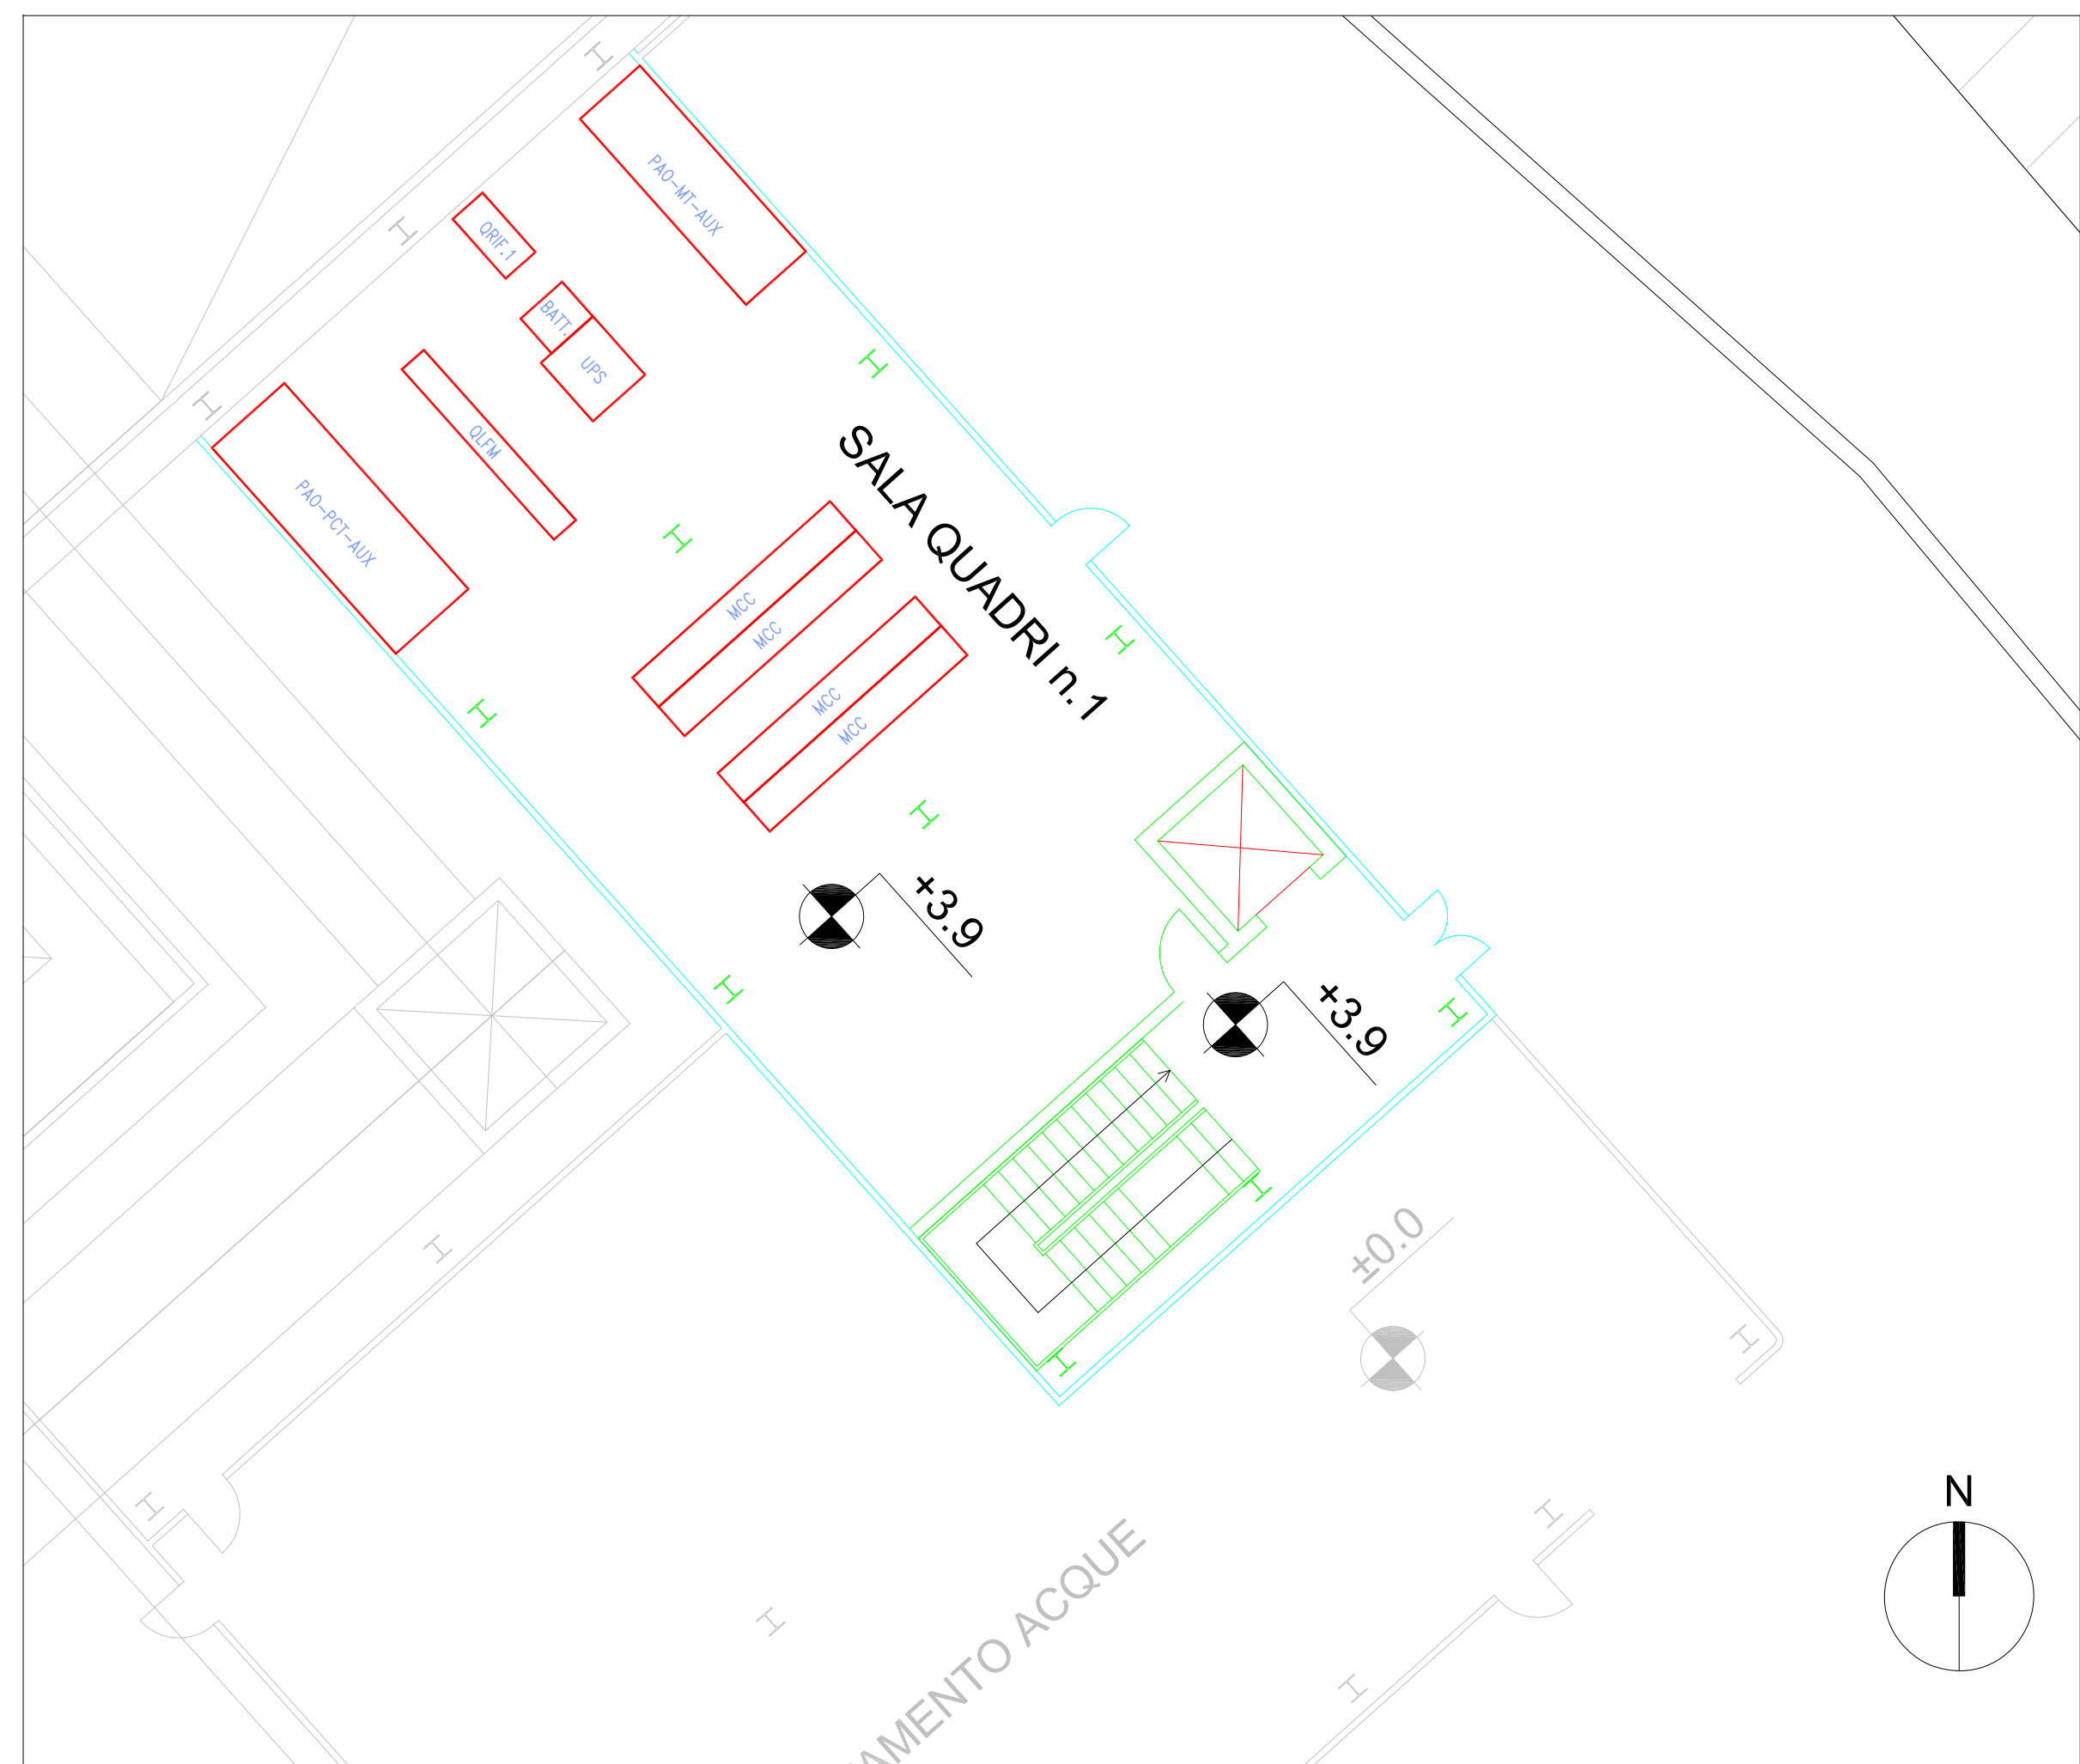 PAO-MT-AUX
QRIF.1
BATT.
UPS
QLFM
PAO-PCT-AUX
SALA QUADRI n.1
MCC
MCC
MCC
MCC
+3.9
+3.9
±0.0
N
AMENTO ACQUE